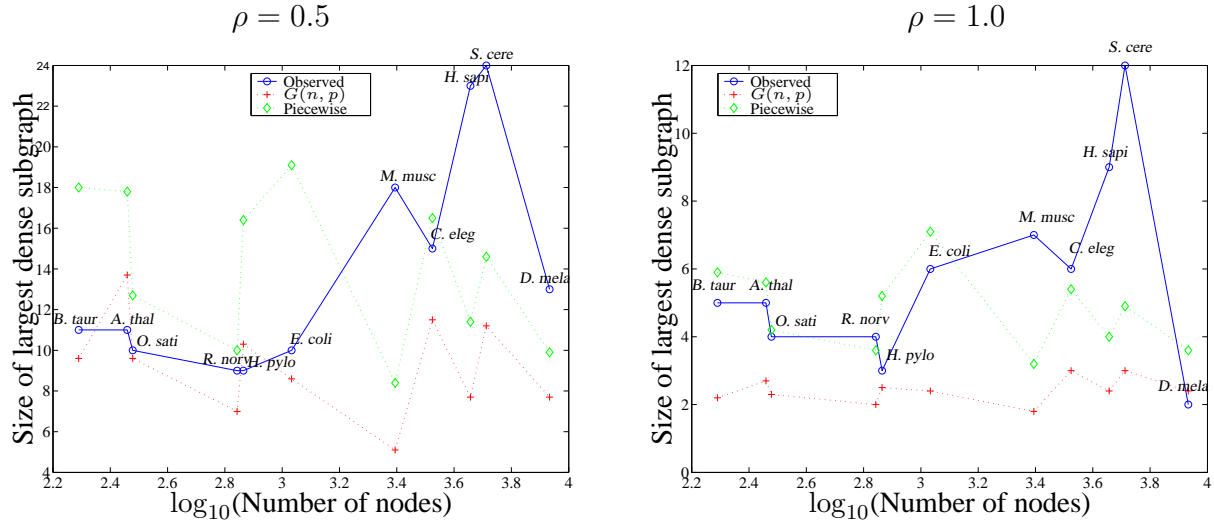 ρ = 0.5
Size of largest dense subgraph
24
22
20
18
16
14
12
10
8
6
4
Observed
G(n, p)
Piecewise
B. taur
A. thal
O. sati
R. norv
H. pylo
E. coli
M. musc
C. eleg
H. sapi
S. cere
D. mela
2.2 2.4 2.6 2.8 3 3.2 3.4 3.6 3.8 4
log10(Number of nodes)
ρ = 1.0
Size of largest dense subgraph
12
10
8
6
4
2
0
Observed
G(n, p)
Piecewise
B. taur
A. thal
O. sati
R. norv
H. pylo
E. coli
M. musc
C. eleg
H. sapi
S. cere
D. mela
2.2 2.4 2.6 2.8 3 3.2 3.4 3.6 3.8 4
log10(Number of nodes)